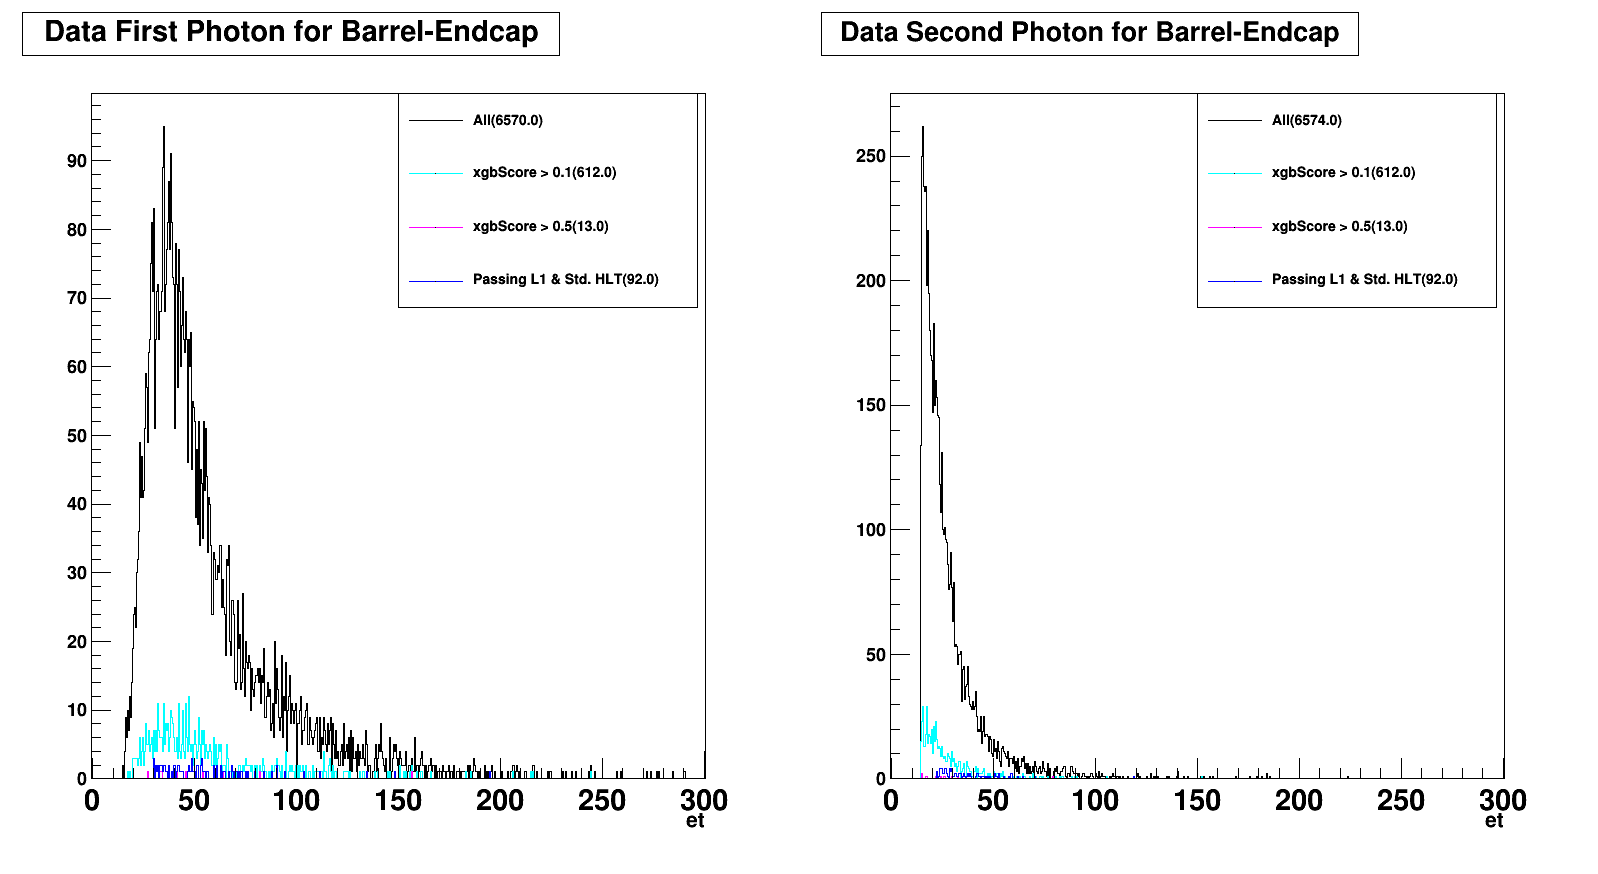 Data First Photon for Barrel-Endcap
All(6570.0)
xgbScore > 0.1(612.0)
xgbScore > 0.5(13.0)
Passing L1 & Std. HLT(92.0)
90
80
70
60
50
40
30
20
10
0
0 50 100 150 200 250 300
et
Data Second Photon for Barrel-Endcap
All(6574.0)
xgbScore > 0.1(612.0)
xgbScore > 0.5(13.0)
Passing L1 & Std. HLT(92.0)
250
200
150
100
50
0
0 50 100 150 200 250 300
et